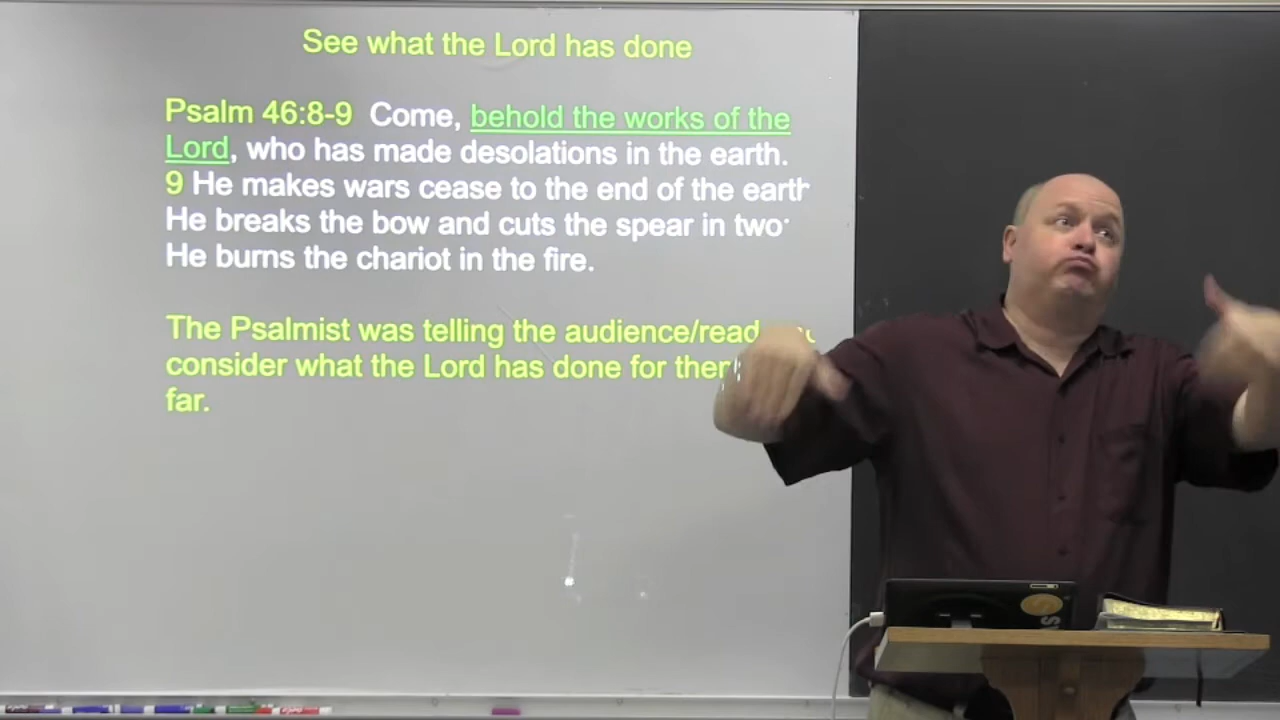 See what the Lord has done
Psalm 46:8-9 Come, behold the works of the
Lord, who has made desolations in the earth.
9 He makes wars cease to the end of the earth
He breaks the bow and cuts the spear in two
He burns the chariot in the fire.
The Psalmist was telling the audience/read
consider what the Lord has done for
far.